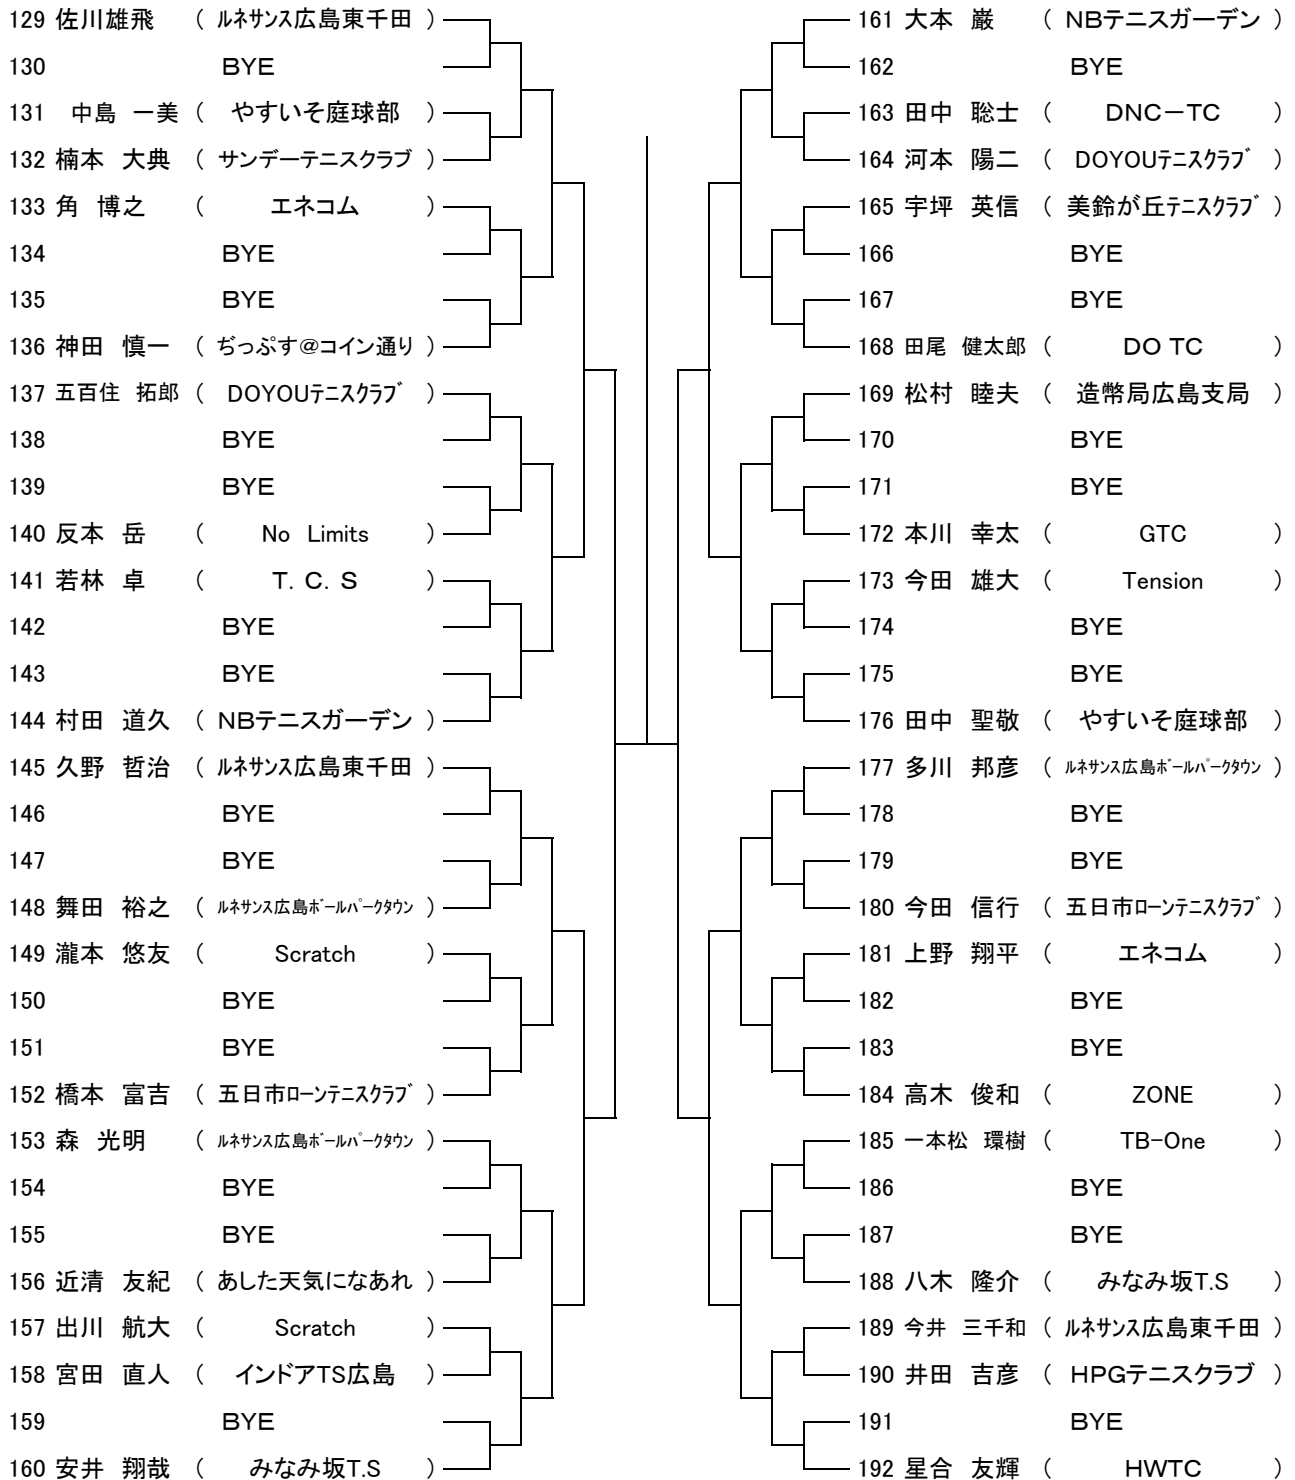 129 佐川雄飛 ( ﾙﾈｻﾝｽ広島東千田 )
130 BYE
131 中島 一美 ( やすいそ庭球部 )
132 楠本 大典 ( サンデーテニスクラブ )
133 角 博之 ( エネコム )
134 BYE
135 BYE
136 神田 慎一 ( ぢっぷす@コイン通り )
137 五百住 拓郎 ( DOYOUﾃﾆｽｸﾗﾌﾞ )
138 BYE
139 BYE
140 反本 岳 ( No Limits )
141 若林 卓 ( T. C. S )
142 BYE
143 BYE
144 村田 道久 ( NBテニスガーデン )
145 久野 哲治 ( ﾙﾈｻﾝｽ広島東千田 )
146 BYE
147 BYE
148 舞田 裕之 ( ﾙﾈｻﾝｽ広島ﾎﾞｰﾙﾊﾟｰｸﾀｳﾝ )
149 瀧本 悠友 ( Scratch )
150 BYE
151 BYE
152 橋本 富吉 ( 五日市ﾛｰﾝﾃﾆｽｸﾗﾌﾞ )
153 森 光明 ( ﾙﾈｻﾝｽ広島ﾎﾞｰﾙﾊﾟｰｸﾀｳﾝ )
154 BYE
155 BYE
156 近清 友紀 ( あした天気になあれ )
157 出川 航大 ( Scratch )
158 宮田 直人 ( インドアTS広島 )
159 BYE
160 安井 翔哉 ( みなみ坂T.S )
161 大本 巌 ( NBテニスガーデン )
162 BYE
163 田中 聡士 ( DNC－TC )
164 河本 陽二 ( DOYOUﾃﾆｽｸﾗﾌﾞ )
165 宇坪 英信 ( 美鈴が丘ﾃﾆｽｸﾗﾌﾞ )
166 BYE
167 BYE
168 田尾 健太郎 ( DO TC )
169 松村 睦夫 ( 造幣局広島支局 )
170 BYE
171 BYE
172 本川 幸太 ( GTC )
173 今田 雄大 ( Tension )
174 BYE
175 BYE
176 田中 聖敬 ( やすいそ庭球部 )
177 多川 邦彦 ( ﾙﾈｻﾝｽ広島ﾎﾞｰﾙﾊﾟｰｸﾀｳﾝ )
178 BYE
179 BYE
180 今田 信行 ( 五日市ﾛｰﾝﾃﾆｽｸﾗﾌﾞ )
181 上野 翔平 ( エネコム )
182 BYE
183 BYE
184 高木 俊和 ( ZONE )
185 一本松 環樹 ( TB-One )
186 BYE
187 BYE
188 八木 隆介 ( みなみ坂T.S )
189 今井 三千和 ( ﾙﾈｻﾝｽ広島東千田 )
190 井田 吉彦 ( HPGテニスクラブ )
191 BYE
192 星合 友輝 ( HWTC )